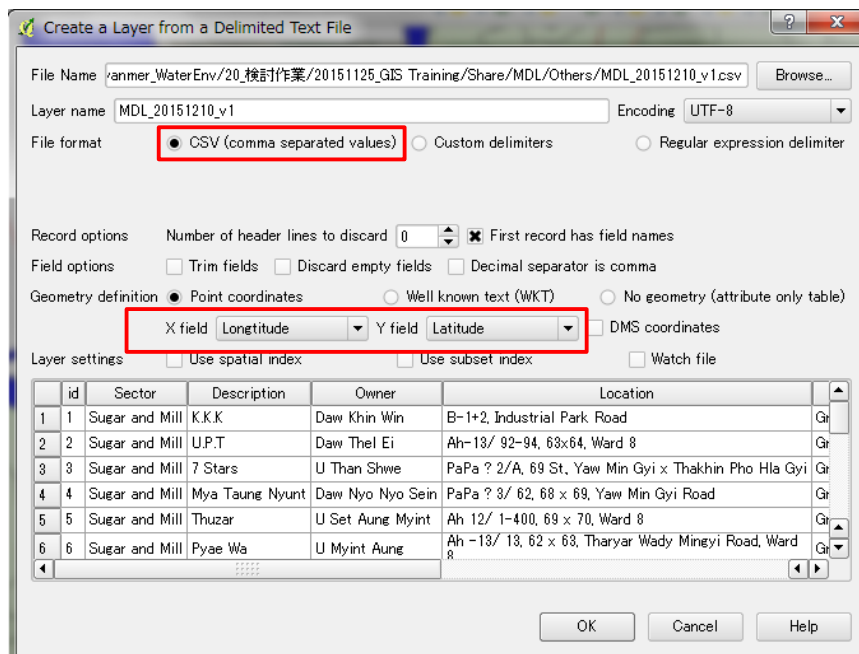 Create a Layer from a Delimited Text File
File Name /anmer_WaterEnv/20_検討作業/20151125_GIS Training/Share/MDL/Others/MDL_20151210_v1.csv Browse...
Layer name MDL_20151210_v1 Encoding UTF-8
File format CSV (comma separated values) Custom delimiters Regular expression delimiter
Record options Number of header lines to discard 0 First record has field names
Field options Trim fields Discard empty fields Decimal separator is comma
Geometry definition Point coordinates Well known text (WKT) No geometry (attribute only table)
X field Longtitude Y field Latitude DMS coordinates
Layer settings Use spatial index Use subset index Watch file
id Sector Description Owner Location
1 1 Sugar and Mill K.K.K Daw Khin Win B-1+2, Industrial Park Road Gr
2 2 Sugar and Mill U.P.T Daw Thel Ei Ah-13/ 92-94, 63x64, Ward 8 Gr
3 3 Sugar and Mill 7 Stars U Than Shwe PaPa ? 2/A, 69 St, Yaw Min Gyi x Thakhin Pho Hla Gyi Gr
4 4 Sugar and Mill Mya Taung Nyunt Daw Nyo Nyo Sein PaPa ? 3/ 62, 68 x 69, Yaw Min Gyi Road Gr
5 5 Sugar and Mill Thuzar U Set Aung Myint Ah 12/ 1-400, 69 x 70, Ward 8 Gr
6 6 Sugar and Mill Pyae Wa U Myint Aung Ah -13/ 13, 62 x 63, Tharyar Wady Mingyi Road, Ward Gr
8
OK Cancel Help